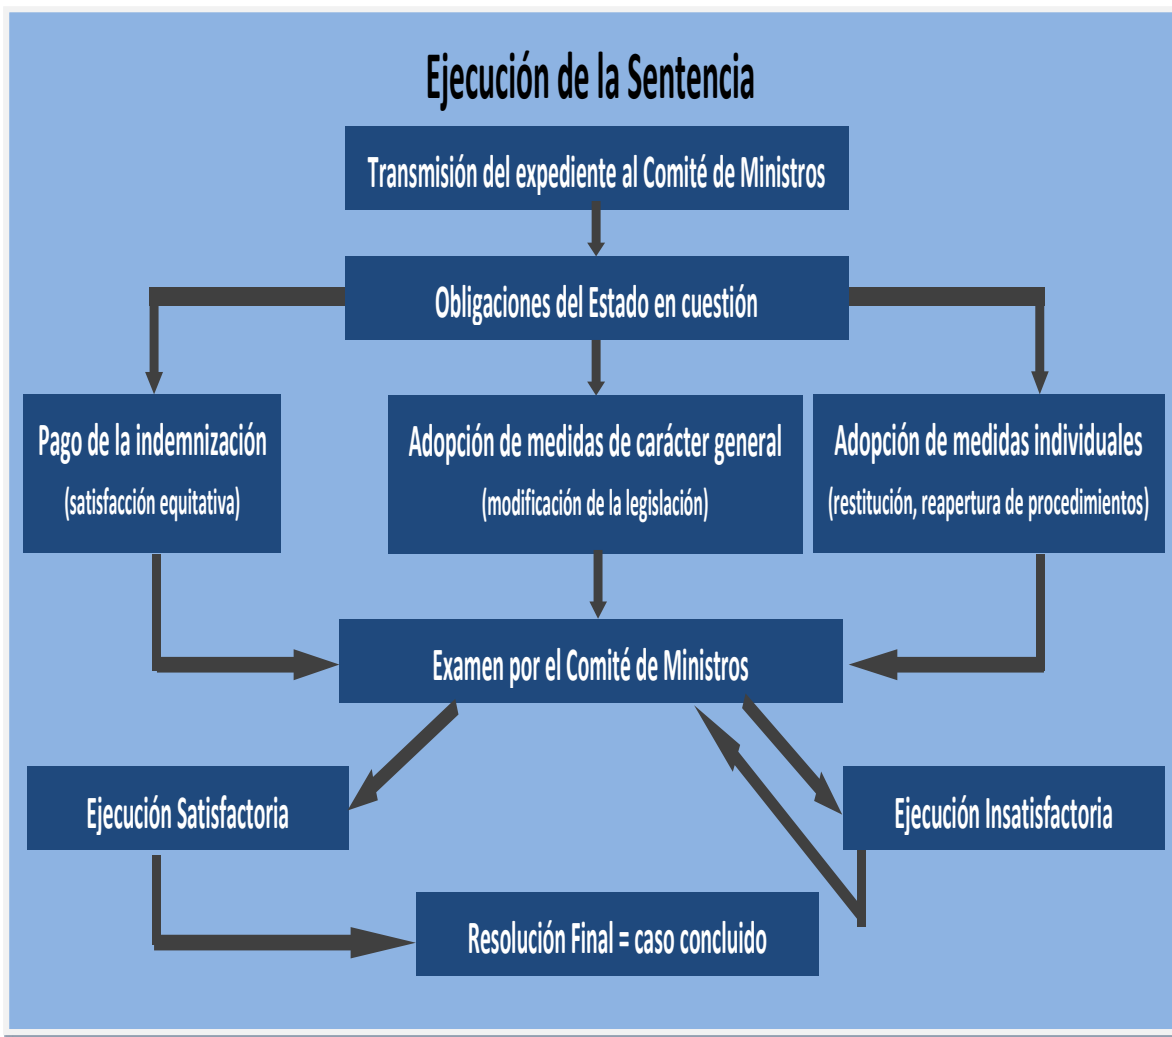 Ejecución de la Sentencia
Transmisión del expediente al Comité de Ministros
Obligaciones del Estado en cuestión
Pago de la indemnización
(satisfacción equitativa)
Adopción de medidas de carácter general
(modificación de la legislación)
Adopción de medidas individuales
(restitución, reapertura de procedimientos)
Examen por el Comité de Ministros
Ejecución Satisfactoria
Ejecución Insatisfactoria
Resolución Final = caso concluido